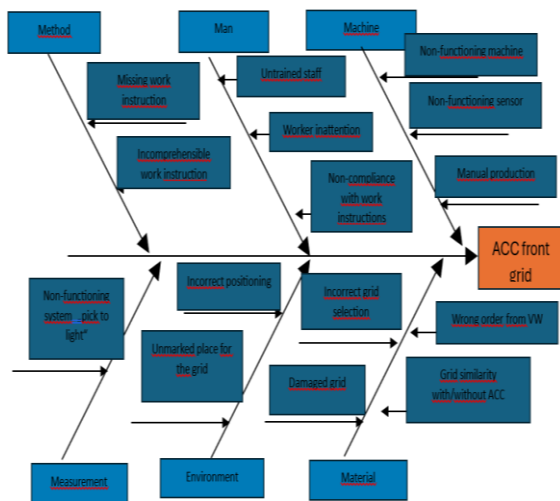 Method
Man
Machine
Missing work
instruction
Incomprehensible
work instruction
Untrained staff
Worker inattention
Non-compliance
with work
instructions
Non-functioning machine
Non-functioning sensor
Manual production
ACC front
grid
Non-functioning
system „pick to
light“
Incorrect positioning
Unmarked place for
the grid
Incorrect grid
selection
Damaged grid
Wrong order from VW
Grid similarity
with/without ACC
Measurement
Environment
Material